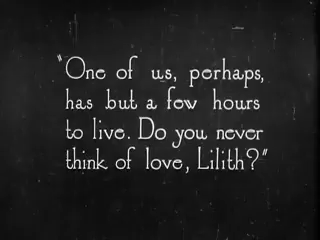 "One of us, perhaps,
has but a few hours
to live. Do you never
think of love, Lilith?"